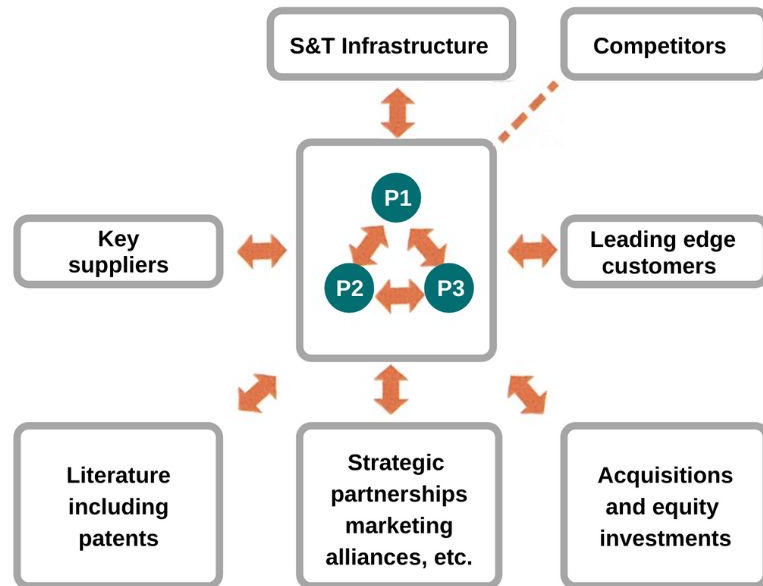 S&T Infrastructure
Competitors
P1
Key
suppliers
P2
P3
Leading edge
customers
Literature
including
patents
Strategic
partnerships
marketing
alliances, etc.
Acquisitions
and equity
investments